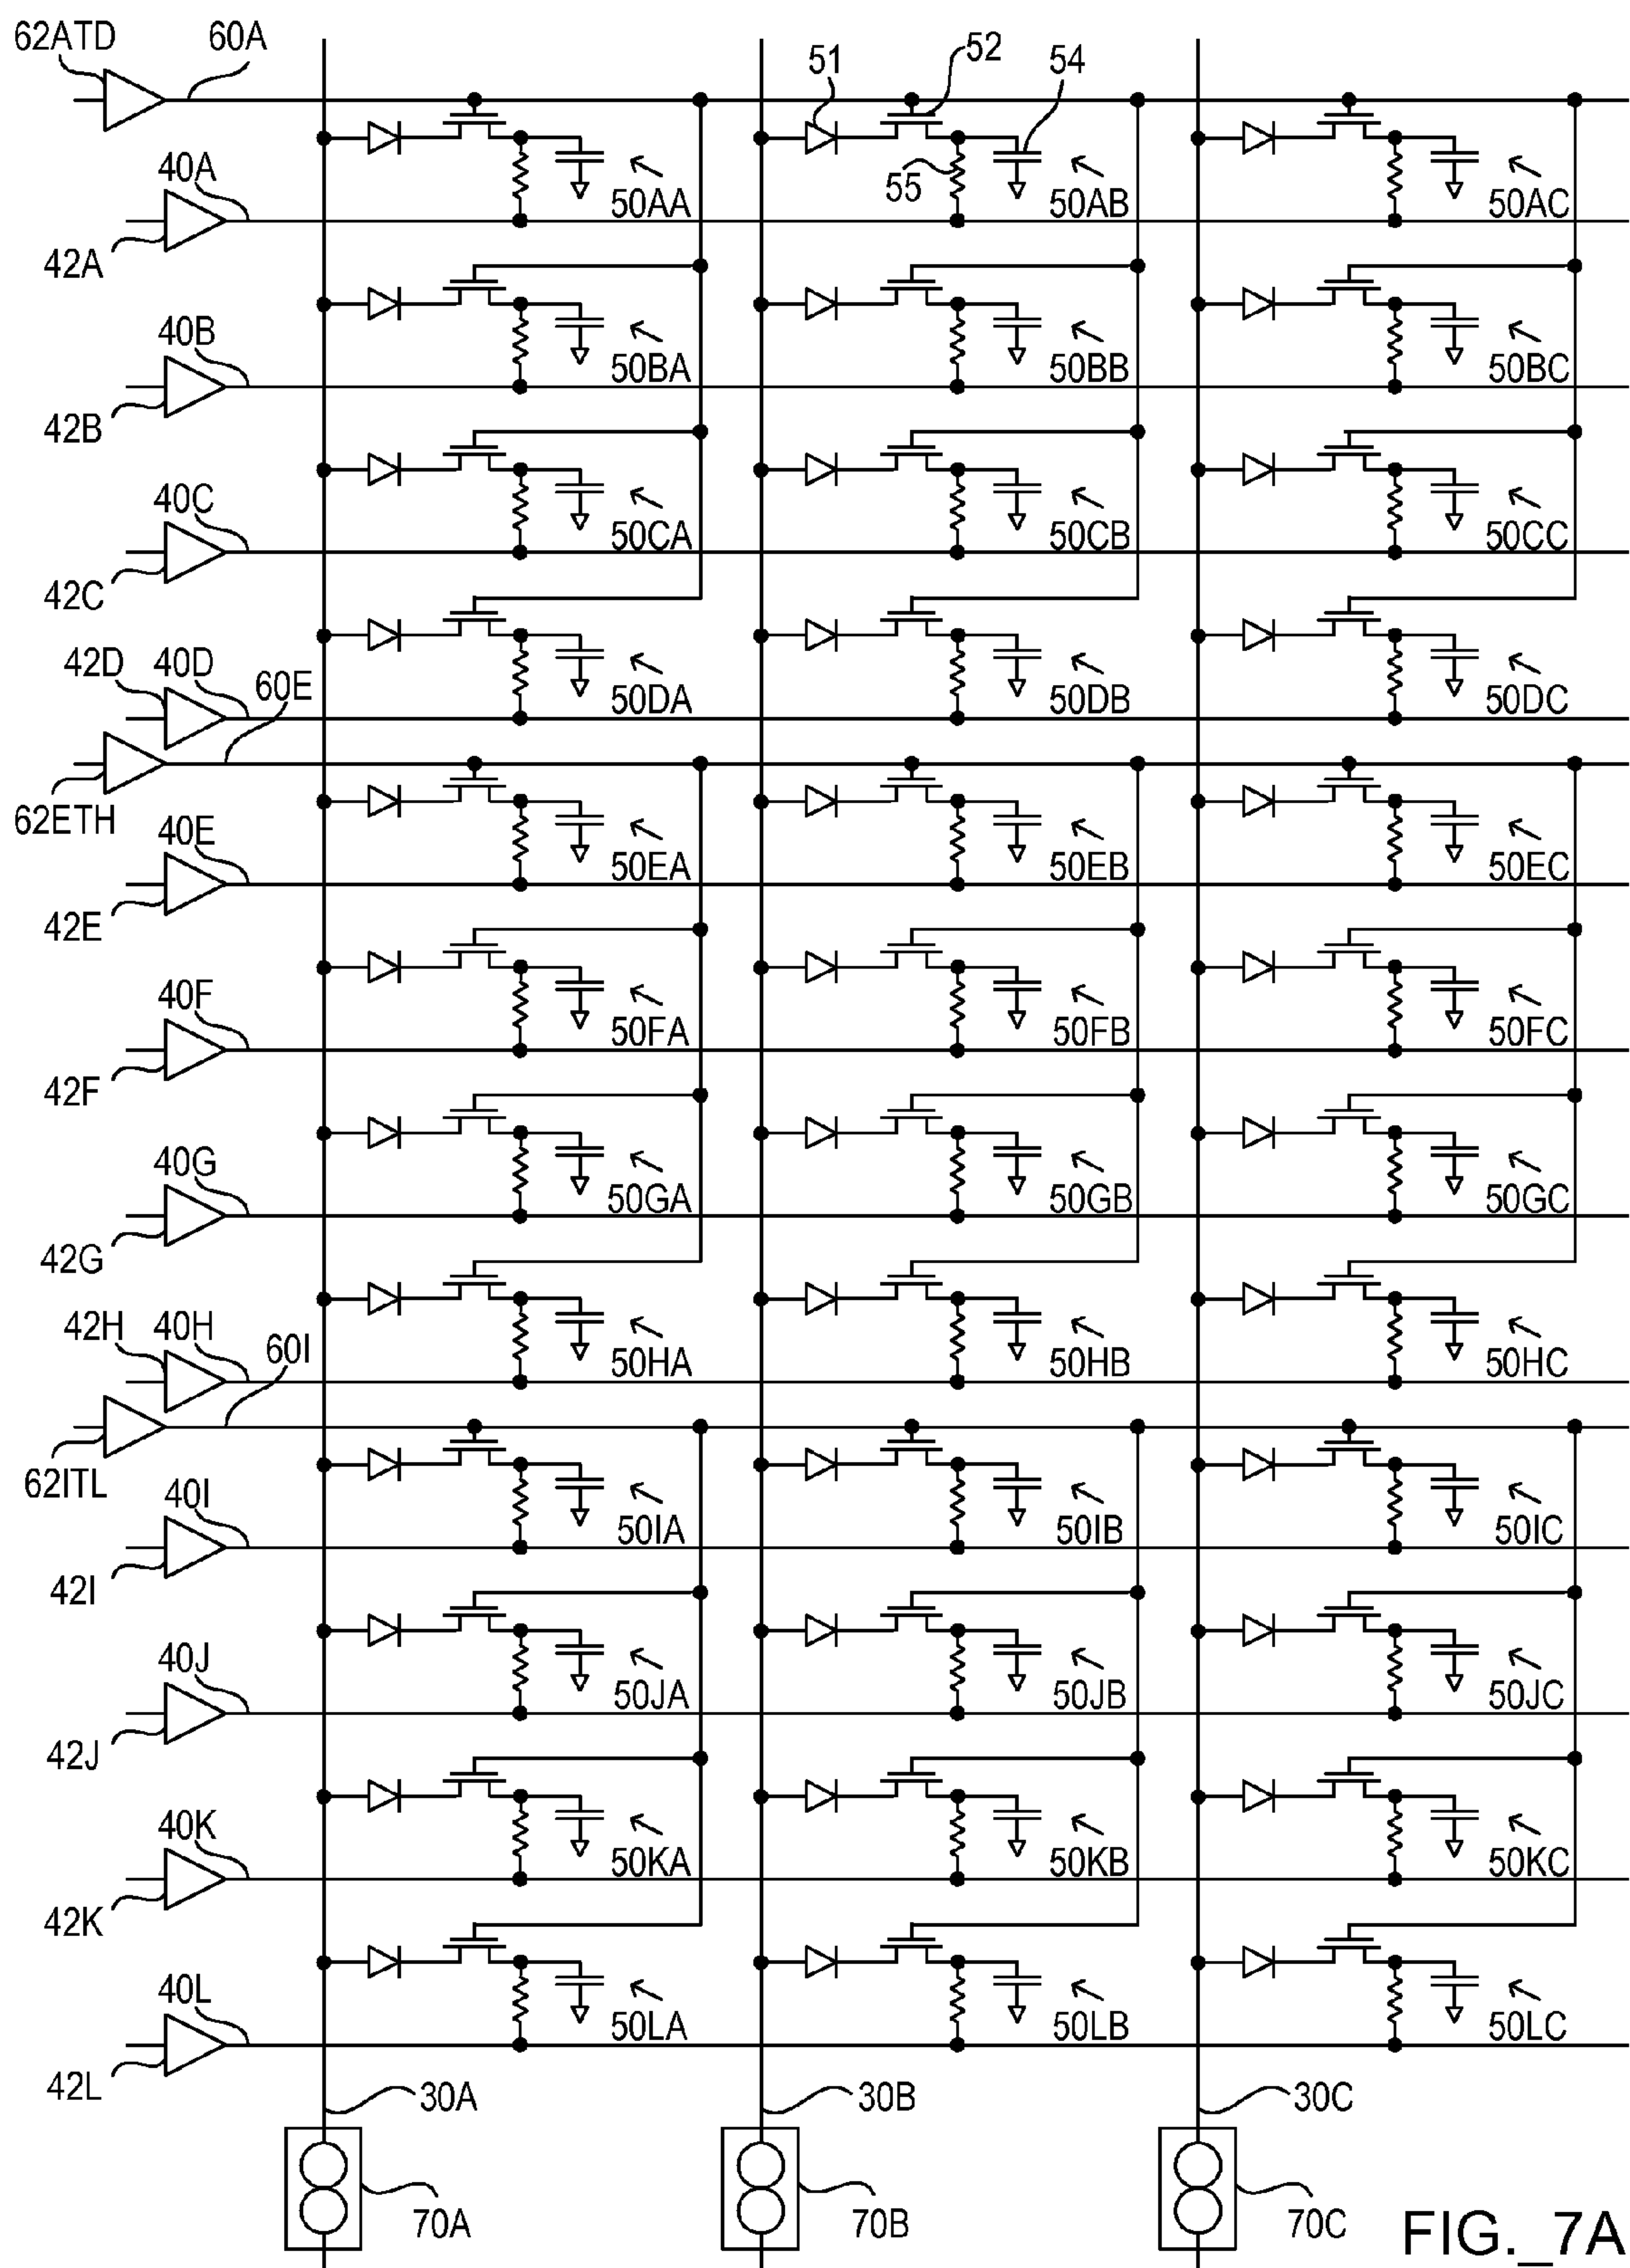 62ATD 60A 51 52 54
40A 55 50AA 50AB 50AC
42A
40B 50BA 50BB 50BC
42B
40C 50CA 50CB 50CC
42C
42D 40D 60E 50DA 50DB 50DC
62ETH 40E 50EA 50EB 50EC
42E
40F 50FA 50FB 50FC
42F
40G 50GA 50GB 50GC
42G
42H 40H 60I 50HA 50HB 50HC
62ITL 40I 50IA 50IB 50IC
42I
40J 50JA 50JB 50JC
42J
40K 50KA 50KB 50KC
42K
40L 50LA 50LB 50LC
42L 30A 30B 30C
70A 70B 70C
FIG._7A